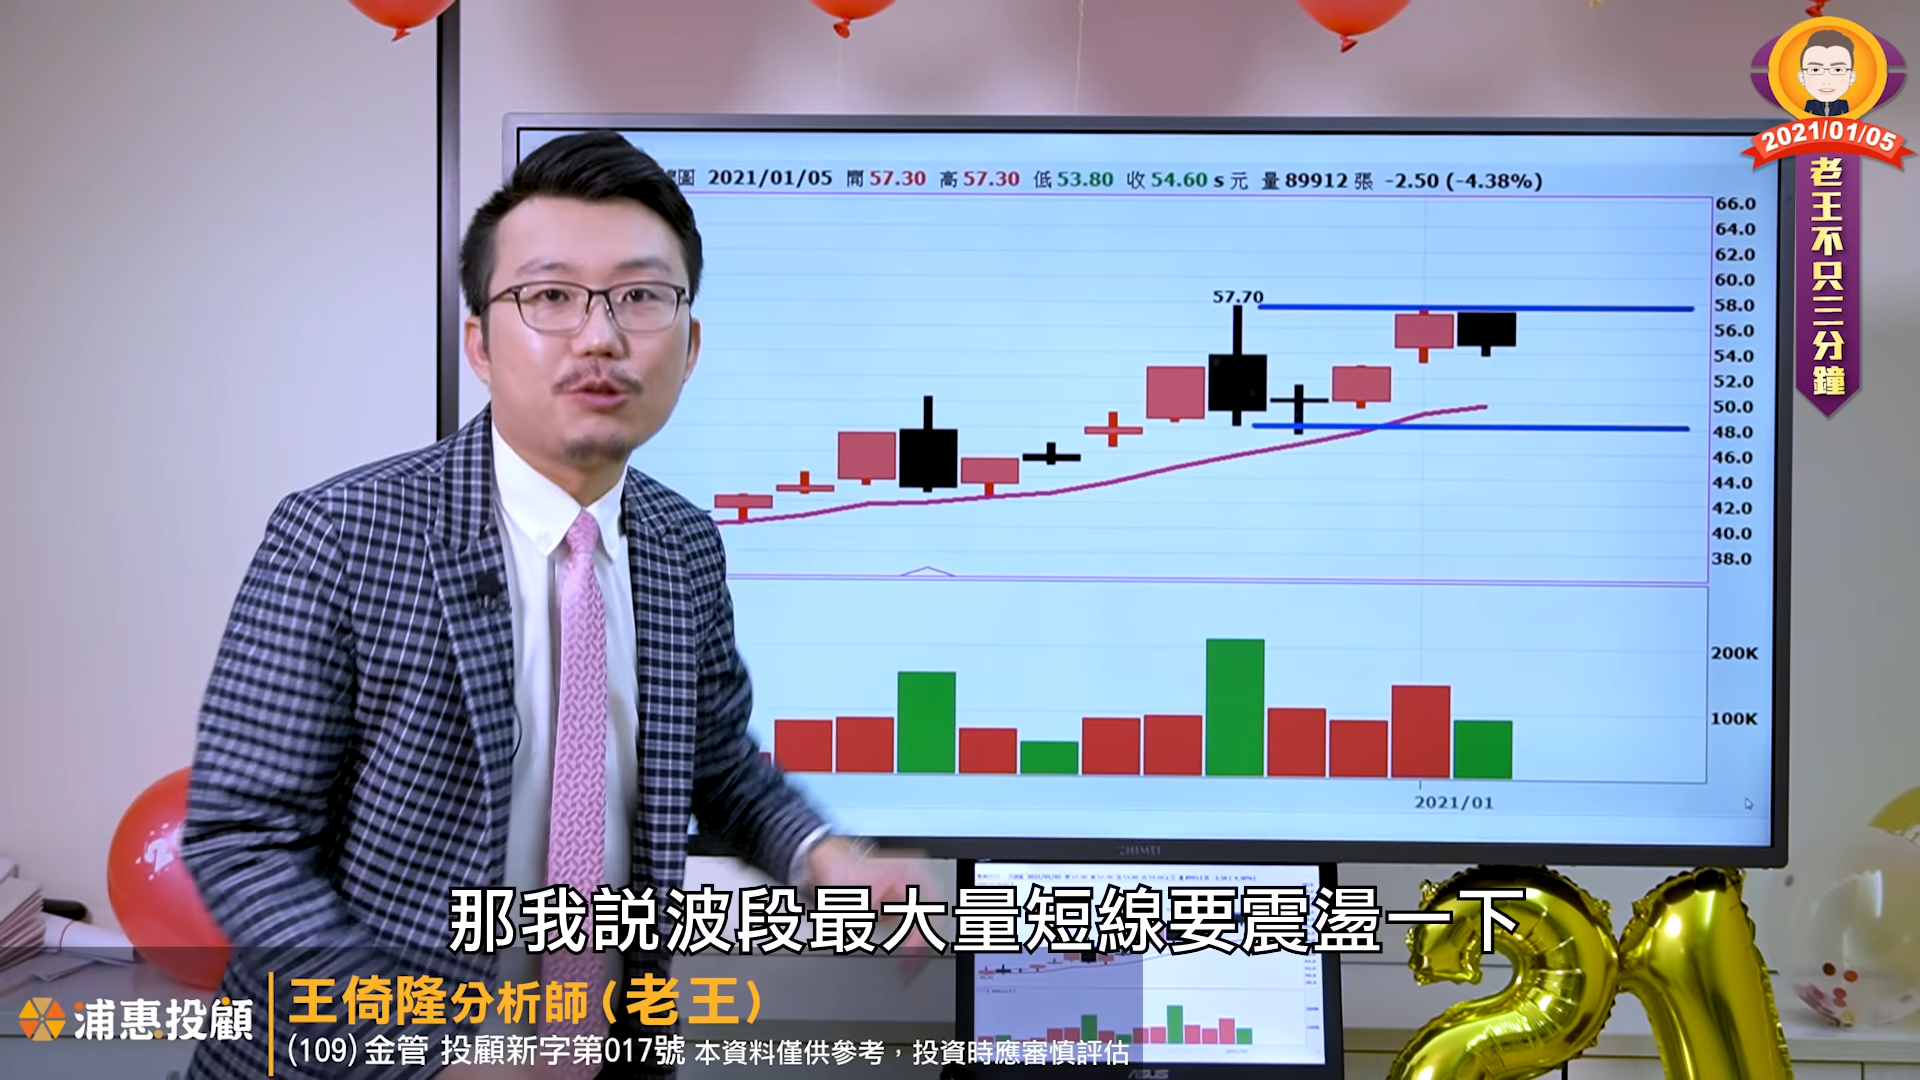 2021/01/05
老王不只三分鐘
圖 2021/01/05 開 57.30 高 57.30 低 53.80 收 54.60 s 元 量 89912 張 -2.50 (-4.38%)
66.0
64.0
62.0
60.0
58.0
56.0
54.0
52.0
50.0
48.0
46.0
44.0
42.0
40.0
38.0
57.70
200K
100K
2021/01
CHIMEI
那我説波段最大量短線要震盪一下
浦惠投顧
王倚隆分析師(老王)
(109)金管 投顧新字第017號 本資料僅供參考，投資時應審慎評估
ASUS
21